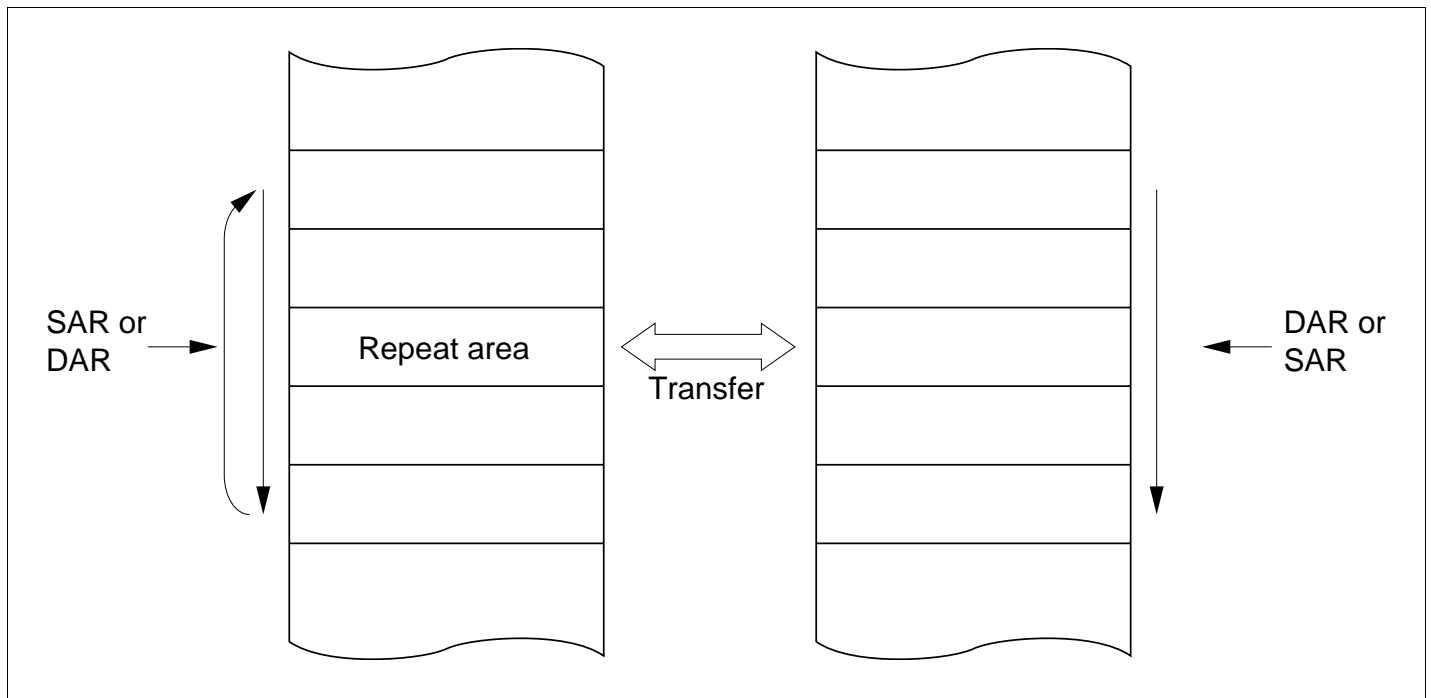 SAR or
DAR
Repeat area
Transfer
DAR or
SAR